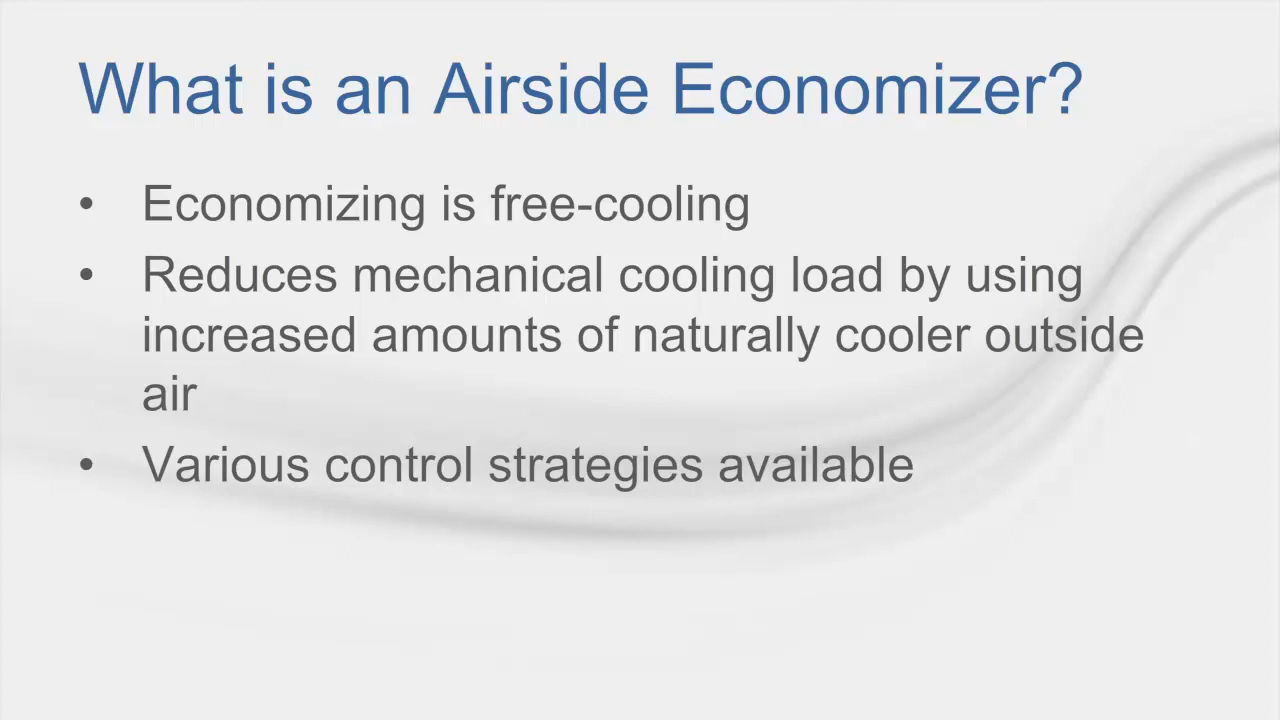 What is an Airside Economizer?
• Economizing is free-cooling
• Reduces mechanical cooling load by using
increased amounts of naturally cooler outside
air
• Various control strategies available